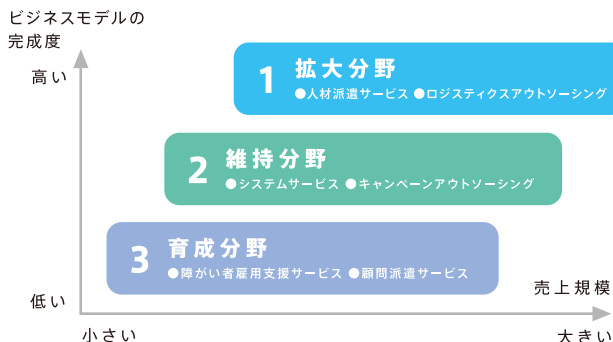 ビジネスモデルの
完成度
高い
1 拡大分野
●人材派遣サービス ●ロジスティクスアウトソーシング
2 維持分野
●システムサービス ●キャンペーンアウトソーシング
3 育成分野
●障がい者雇用支援サービス ●顧問派遣サービス
低い
売上規模
小さい
大きい